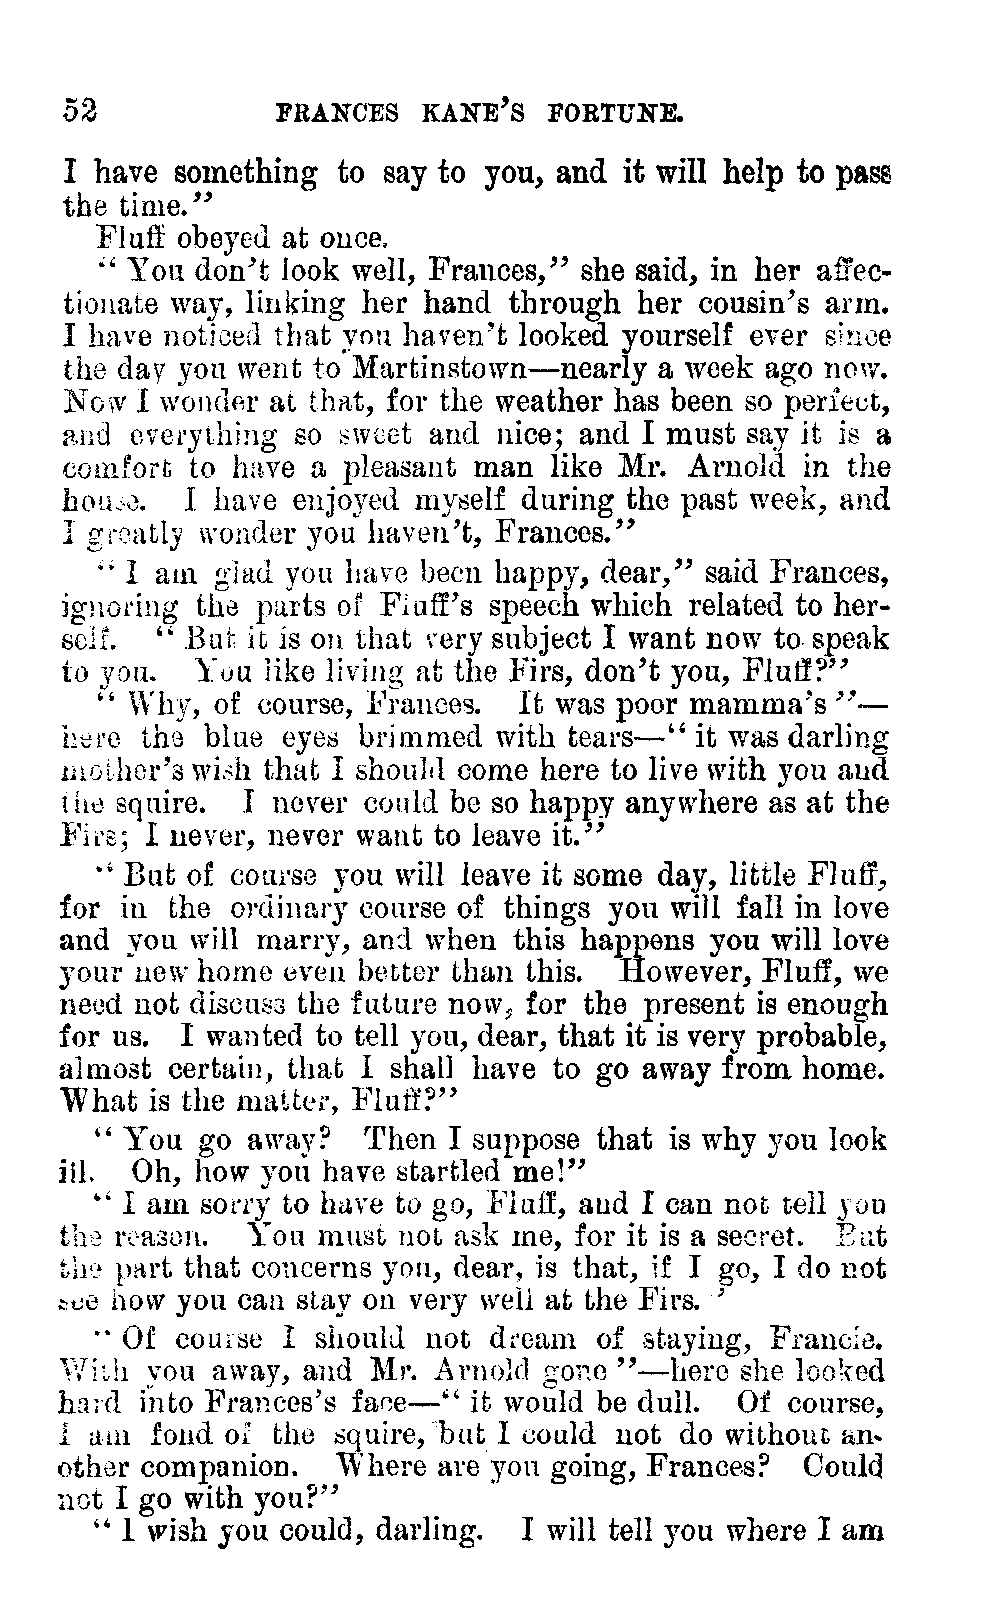 52 FRANCES KANE'S FORTUNE.
I have something to say to you, and it will help to pass
the time."
Fluff obeyed at once.
"You don't look well, Frances," she said, in her affec-
tionate way, linking her hand through her cousin's arm.
I have noticed that you haven't looked yourself ever since
the day you went to Martinstown—nearly a week ago now.
Now I wonder at that, for the weather has been so perfect,
and everything so sweet and nice; and I must say it is a
comfort to have a pleasant man like Mr. Arnold in the
house. I have enjoyed myself during the past week, and
I greatly wonder you haven't, Frances."
"I am glad you have been happy, dear," said Frances,
ignoring the parts of Fluff's speech which related to her-
self. "But it is on that very subject I want now to speak
to you. You like living at the Firs, don't you, Fluff?"
"Why, of course, Frances. It was poor mamma's"—
here the blue eyes brimmed with tears—"it was darling
mother's wish that I should come here to live with you and
the squire. I never could be so happy anywhere as at the
Firs; I never, never want to leave it."
"But of course you will leave it some day, little Fluff,
for in the ordinary course of things you will fall in love
and you will marry, and when this happens you will love
your new home even better than this. However, Fluff, we
need not discuss the future now, for the present is enough
for us. I wanted to tell you, dear, that it is very probable,
almost certain, that I shall have to go away from home.
What is the matter, Fluff?"
"You go away? Then I suppose that is why you look
ill. Oh, how you have startled me!"
"I am sorry to have to go, Fluff, and I can not tell you
the reason. You must not ask me, for it is a secret. But
the part that concerns you, dear, is that, if I go, I do not
see how you can stay on very well at the Firs."
"Of course I should not dream of staying, Francie.
With you away, and Mr. Arnold gone"—here she looked
hard into Frances's face—"it would be dull. Of course,
I am fond of the squire, but I could not do without an-
other companion. Where are you going, Frances? Could
not I go with you?"
"I wish you could, darling. I will tell you where I am